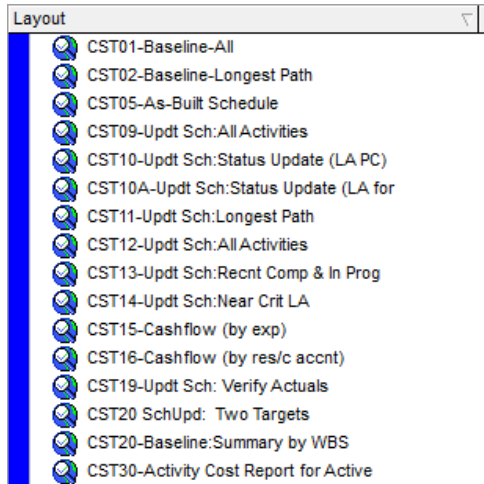 Layout
CST01-Baseline-All
CST02-Baseline-Longest Path
CST05-As-Built Schedule
CST09-Updt Sch:All Activities
CST10-Updt Sch:Status Update (LA PC)
CST10A-Updt Sch:Status Update (LA for
CST11-Updt Sch:Longest Path
CST12-Updt Sch:All Activities
CST13-Updt Sch:Recnt Comp & In Prog
CST14-Updt Sch:Near Crit LA
CST15-Cashflow (by exp)
CST16-Cashflow (by res/c accnt)
CST19-Updt Sch: Verify Actuals
CST20 SchUpd:  Two Targets
CST20-Baseline:Summary by WBS
CST30-Activity Cost Report for Active